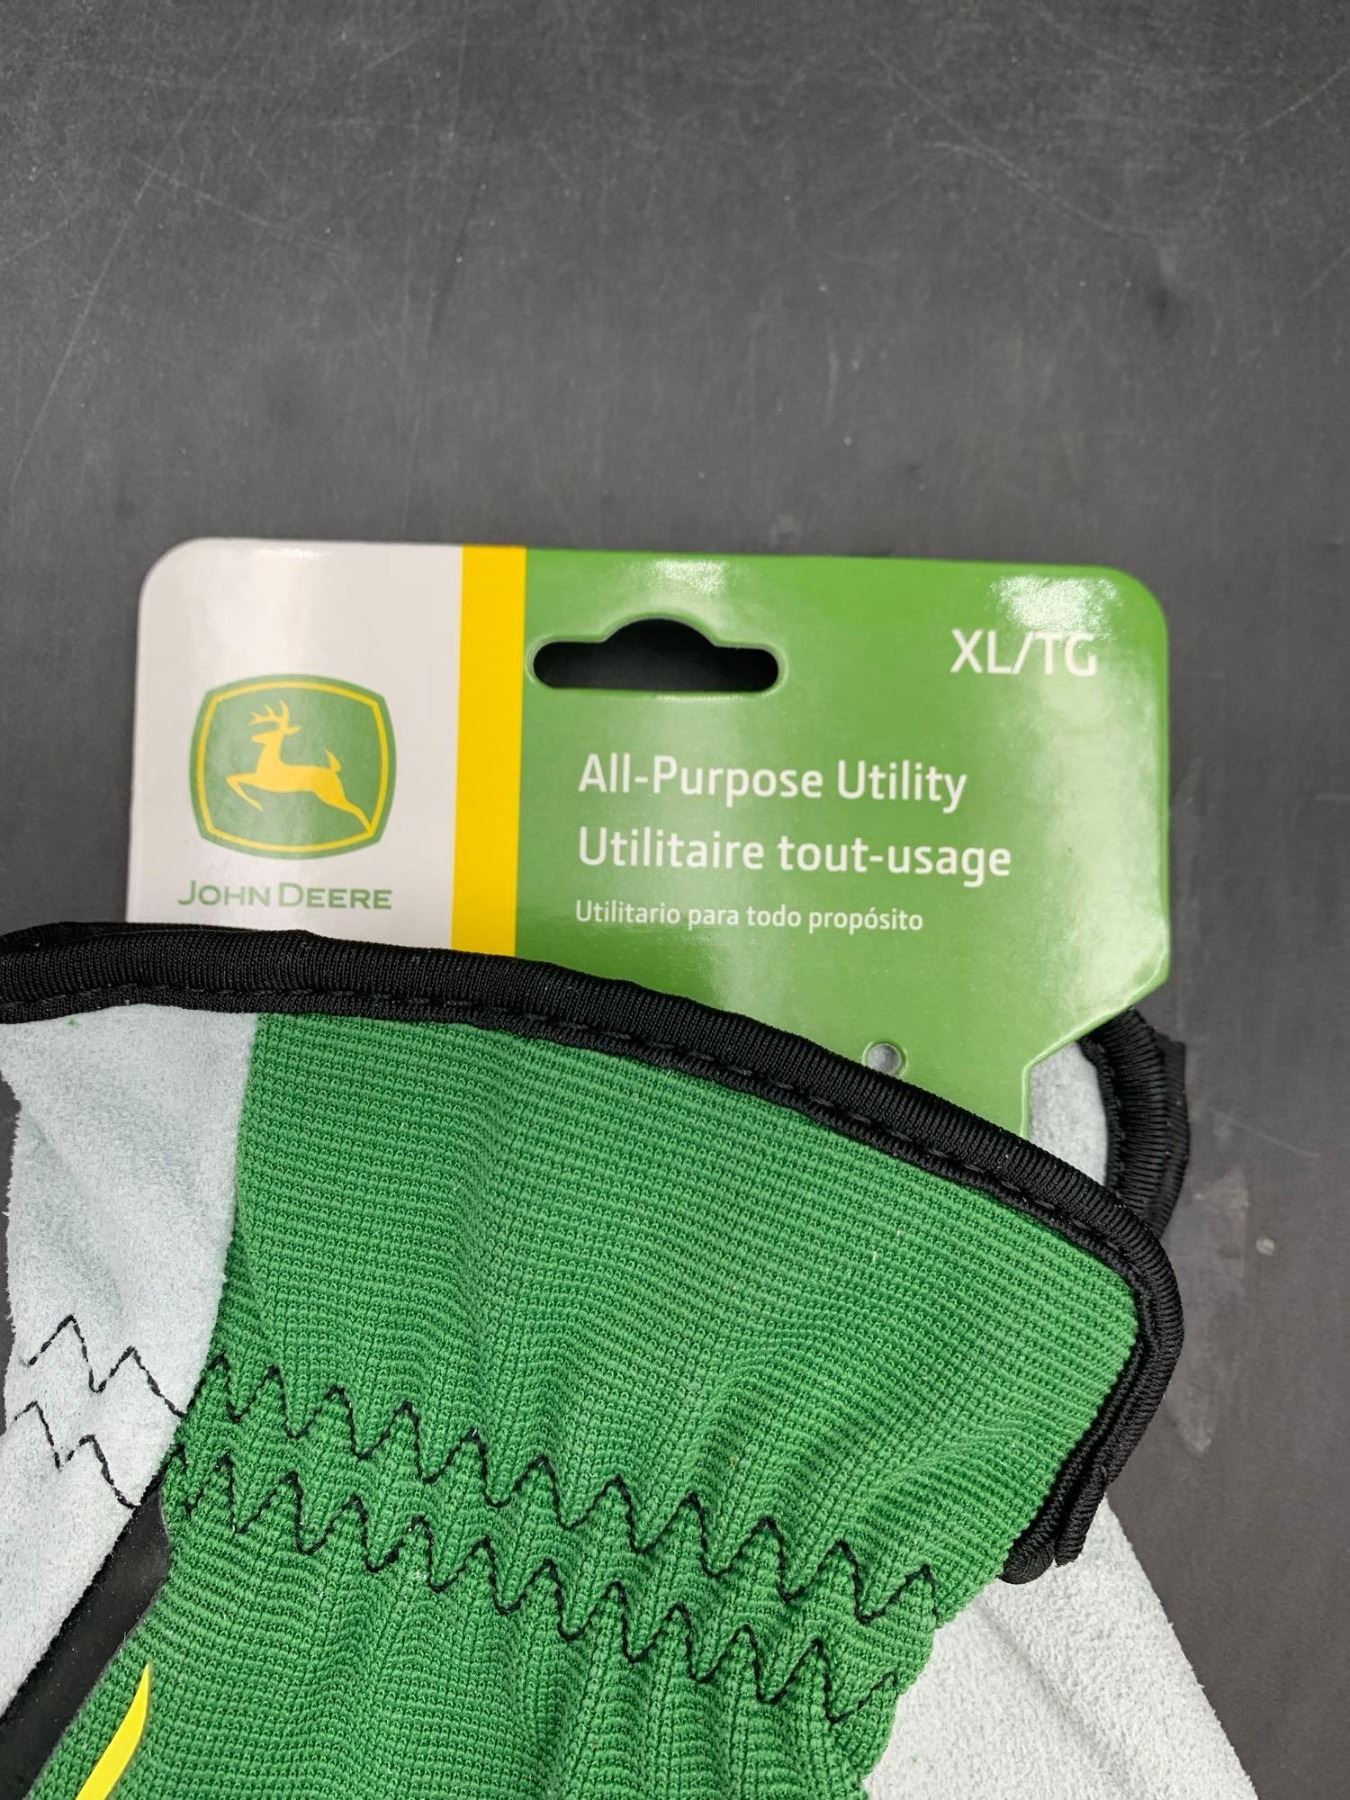 XL/TG
All-Purpose Utility
Utilitaire tout-usage
Utilitario para todo propósito
JOHN DEERE